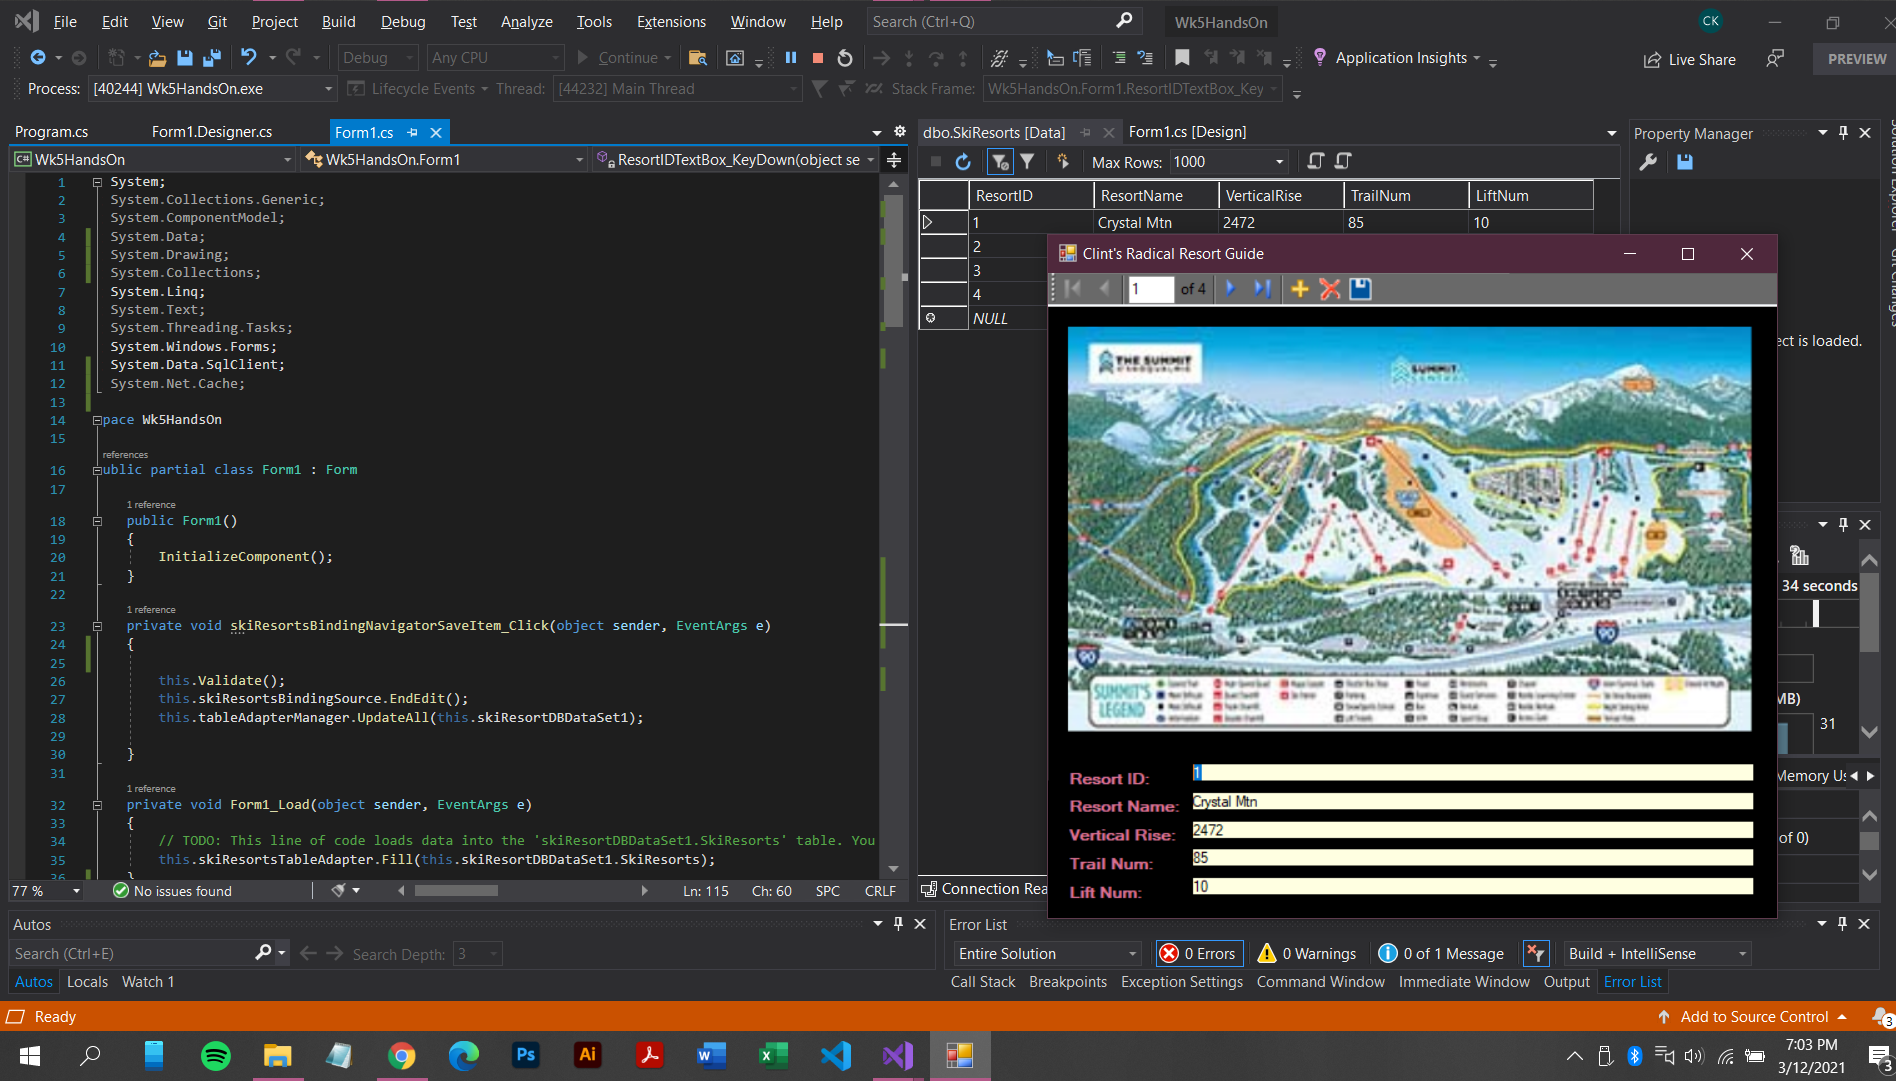 File Edit View Git Project Build Debug Test Analyze Tools Extensions Window Help Search (Ctrl+Q) Wk5HandsOn CK
Debug Any CPU Continue Application Insights Live Share PREVIEW
Process: [40244] Wk5HandsOn.exe Lifecycle Events Thread: [44232] Main Thread Stack Frame: Wk5HandsOn.Form1.ResortIDTextBox_Key
Program.cs Form1.Designer.cs Form1.cs
Wk5HandsOn Wk5HandsOn.Form1 ResortIDTextBox_KeyDown(object se
1 System;
2 System.Collections.Generic;
3 System.ComponentModel;
4 System.Data;
5 System.Drawing;
6 System.Collections;
7 System.Linq;
8 System.Text;
9 System.Threading.Tasks;
10 System.Windows.Forms;
11 System.Data.SqlClient;
12 System.Net.Cache;
13
14 pace Wk5HandsOn
15
references
16 ublic partial class Form1 : Form
17
1 reference
18 public Form1()
19 {
20 InitializeComponent();
21 }
22
1 reference
23 private void skiResortsBindingNavigatorSaveItem_Click(object sender, EventArgs e)
24 {
25
26 this.Validate();
27 this.skiResortsBindingSource.EndEdit();
28 this.tableAdapterManager.UpdateAll(this.skiResortDBDataSet1);
29
30 }
31
1 reference
32 private void Form1_Load(object sender, EventArgs e)
33 {
34 // TODO: This line of code loads data into the 'skiResortDBDataSet1.SkiResorts' table. You
35 this.skiResortsTableAdapter.Fill(this.skiResortDBDataSet1.SkiResorts);
36 }
77 % No issues found Ln: 115 Ch: 60 SPC CRLF
dbo.SkiResorts [Data] Form1.cs [Design]
Max Rows: 1000
ResortID ResortName VerticalRise TrailNum LiftNum
1 Crystal Mtn 2472 85 10
2
3
4
NULL
Connection Rea
Clint's Radical Resort Guide
1 of 4
THE SUMMIT
SUMMIT
CENTRAL
90
90
SUMMIT'S
LEGEND
Resort ID: 1
Resort Name: Crystal Mtn
Vertical Rise: 2472
Trail Num: 85
Lift Num: 10
Property Manager
ect is loaded.
34 seconds
MB)
31
Memory Us
of 0)
Solution Explorer
Git Changes
Autos
Search (Ctrl+E) Search Depth: 3
Autos Locals Watch 1
Error List
Entire Solution 0 Errors 0 Warnings 0 of 1 Message Build + IntelliSense
Call Stack Breakpoints Exception Settings Command Window Immediate Window Output Error List
Ready Add to Source Control 3
Ps Ai W X
7:03 PM
3/12/2021
3